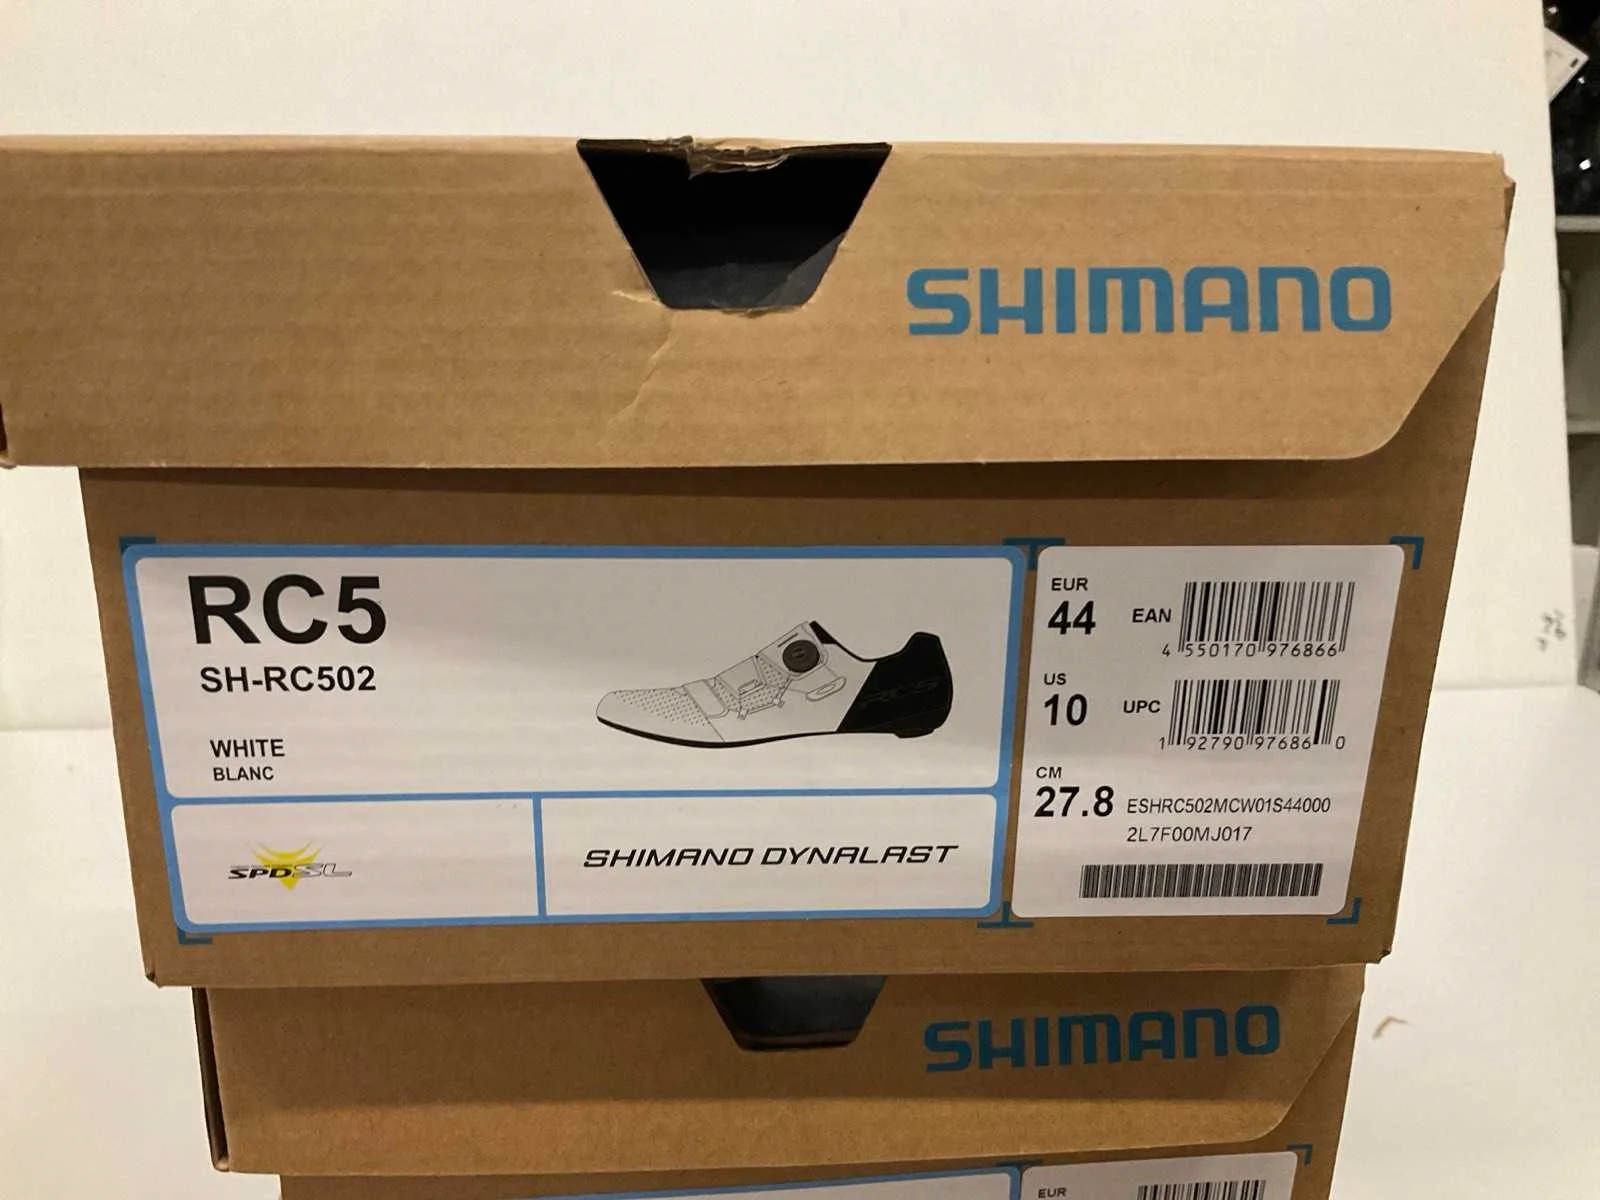 SHIMANO
RC5
SH-RC502
WHITE
BLANC
RC5
SPD-SL
SHIMANO DYNALAST
EUR
44
EAN
4 550170 976866
US
10
UPC
1 92790 97686 0
CM
27.8
ESHRC502MCW01S44000
2L7F00MJ017
SHIMANO
EUR